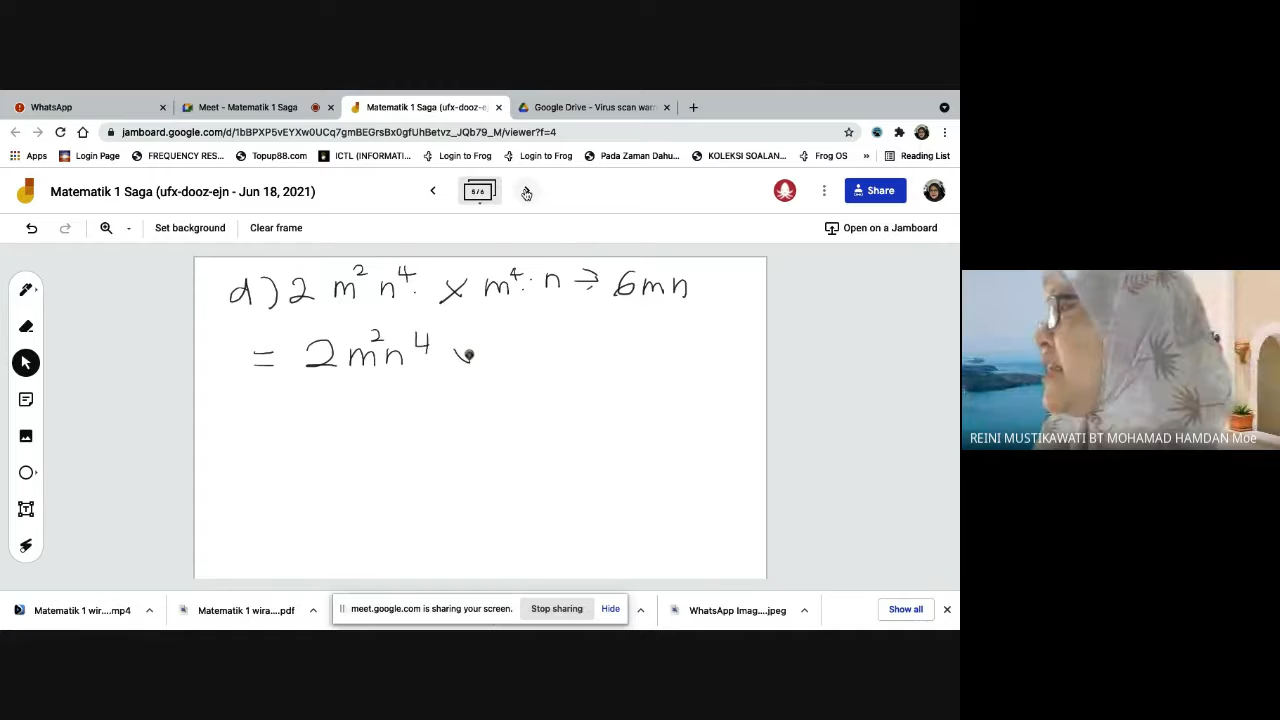 WhatsApp
Meet - Matematik 1 Saga
Matematik 1 Saga (ufx-dooz-ej
Google Drive - Virus scan warn
jamboard.google.com/d/1bBPXP5vEYXw0UCq7gmBEGrsBx0gfUhBetvz_JQb79_M/viewer?f=4
Apps
Login Page
FREQUENCY RES...
Topup88.com
ICTL (INFORMATI...
Login to Frog
Login to Frog
Pada Zaman Dahu...
KOLEKSI SOALAN...
Frog OS
»
Reading List
Matematik 1 Saga (ufx-dooz-ejn - Jun 18, 2021)
5/6
Share
Set background
Clear frame
Open on a Jamboard
d) 2 m² n⁴ × m⁴ n ÷ 6mn
= 2m²n⁴
REINI MUSTIKAWATI BT MOHAMAD HAMDAN Moe
Matematik 1 wir....mp4
Matematik 1 wira....pdf
meet.google.com is sharing your screen.
Stop sharing
Hide
WhatsApp Imag....jpeg
Show all